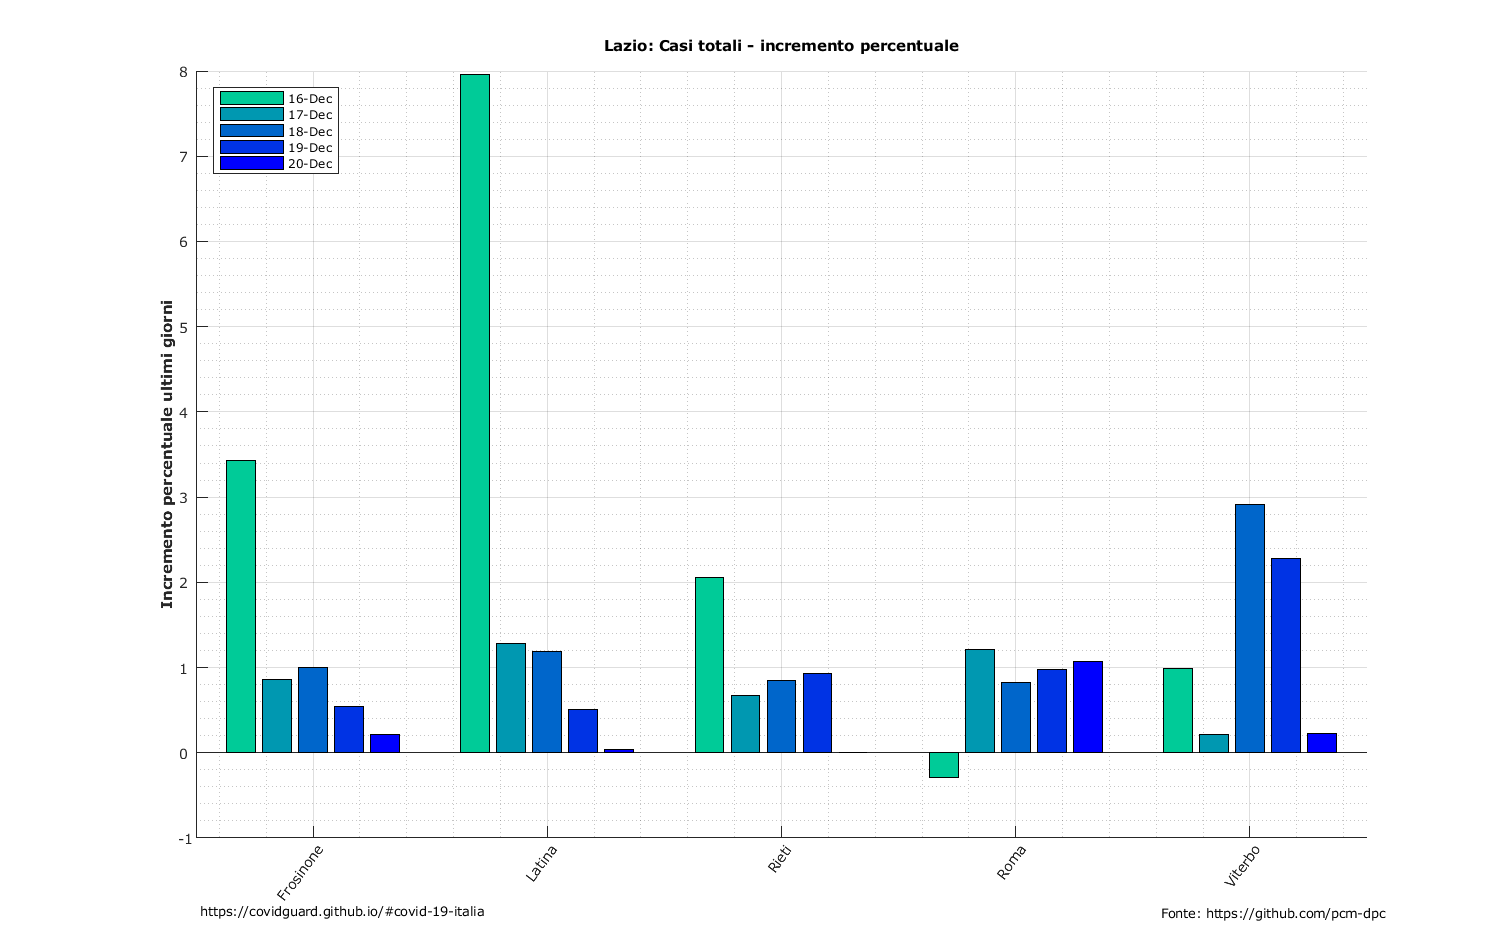 Lazio: Casi totali - incremento percentuale
Incremento percentuale ultimi giorni
8
7
6
5
4
3
2
1
0
-1
16-Dec
17-Dec
18-Dec
19-Dec
20-Dec
Frosinone
Latina
Rieti
Roma
Viterbo
https://covidguard.github.io/#covid-19-italia
Fonte: https://github.com/pcm-dpc